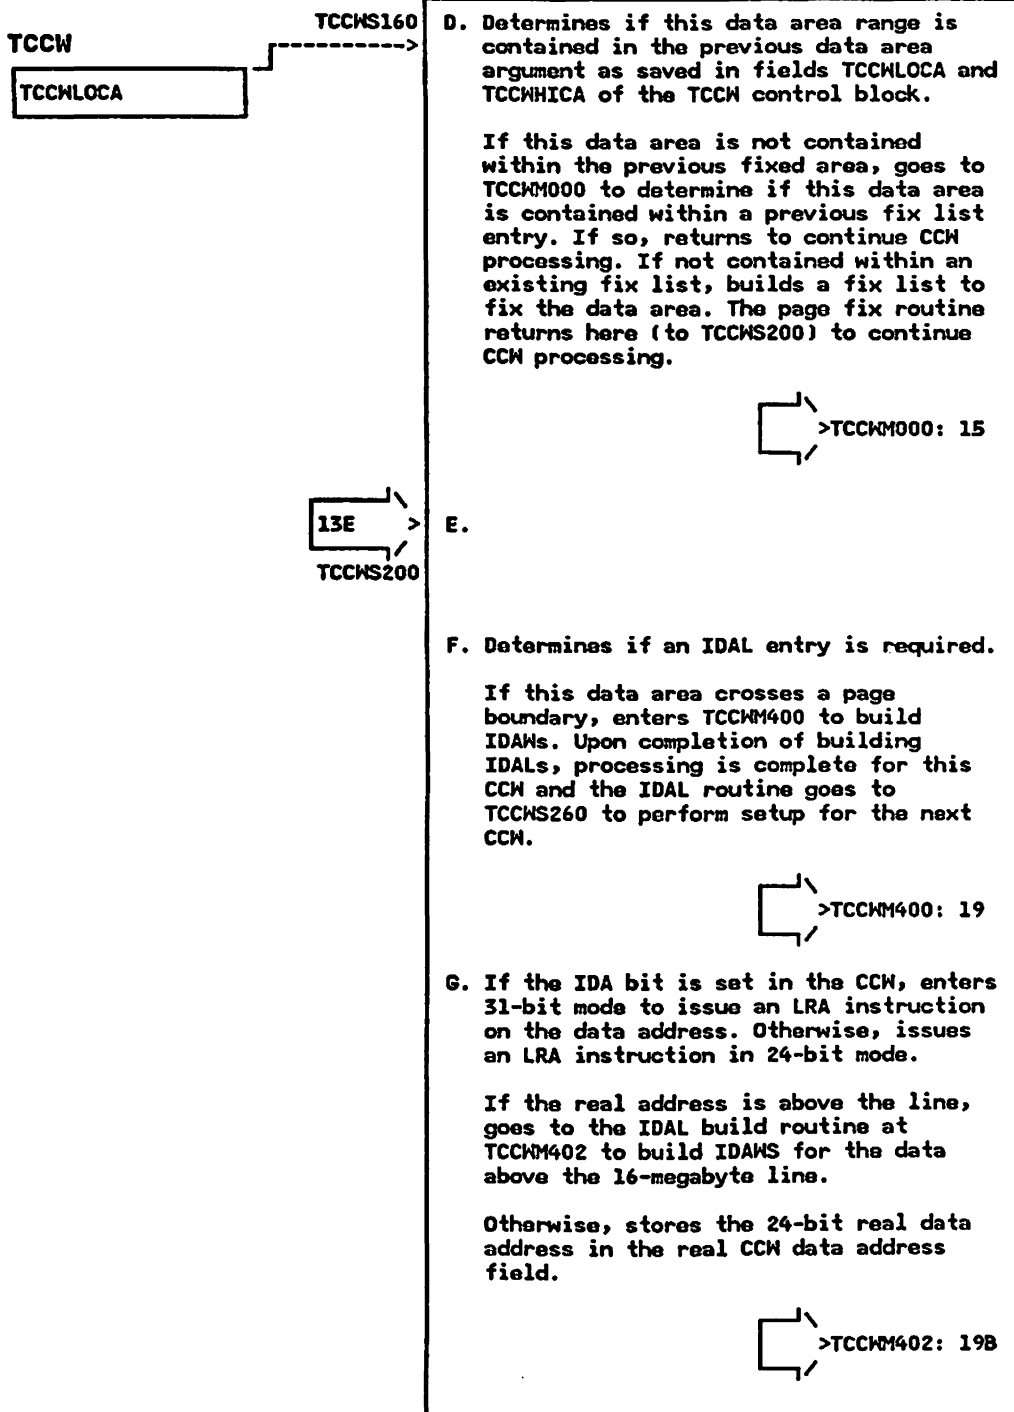 TCCWS160
TCCW
TCCWLOCA
D. Determines if this data area range is
contained in the previous data area
argument as saved in fields TCCWLOCA and
TCCWHICA of the TCCW control block.
If this data area is not contained
within the previous fixed area, goes to
TCCWM000 to determine if this data area
is contained within a previous fix list
entry. If so, returns to continue CCW
processing. If not contained within an
existing fix list, builds a fix list to
fix the data area. The page fix routine
returns here (to TCCWS200) to continue
CCW processing.
>TCCWM000: 15
13E >
TCCWS200
E.
F. Determines if an IDAL entry is required.
If this data area crosses a page
boundary, enters TCCWM400 to build
IDAWs. Upon completion of building
IDALs, processing is complete for this
CCW and the IDAL routine goes to
TCCWS260 to perform setup for the next
CCW.
>TCCWM400: 19
G. If the IDA bit is set in the CCW, enters
31-bit mode to issue an LRA instruction
on the data address. Otherwise, issues
an LRA instruction in 24-bit mode.
If the real address is above the line,
goes to the IDAL build routine at
TCCWM402 to build IDAWS for the data
above the 16-megabyte line.
Otherwise, stores the 24-bit real data
address in the real CCW data address
field.
>TCCWM402: 19B